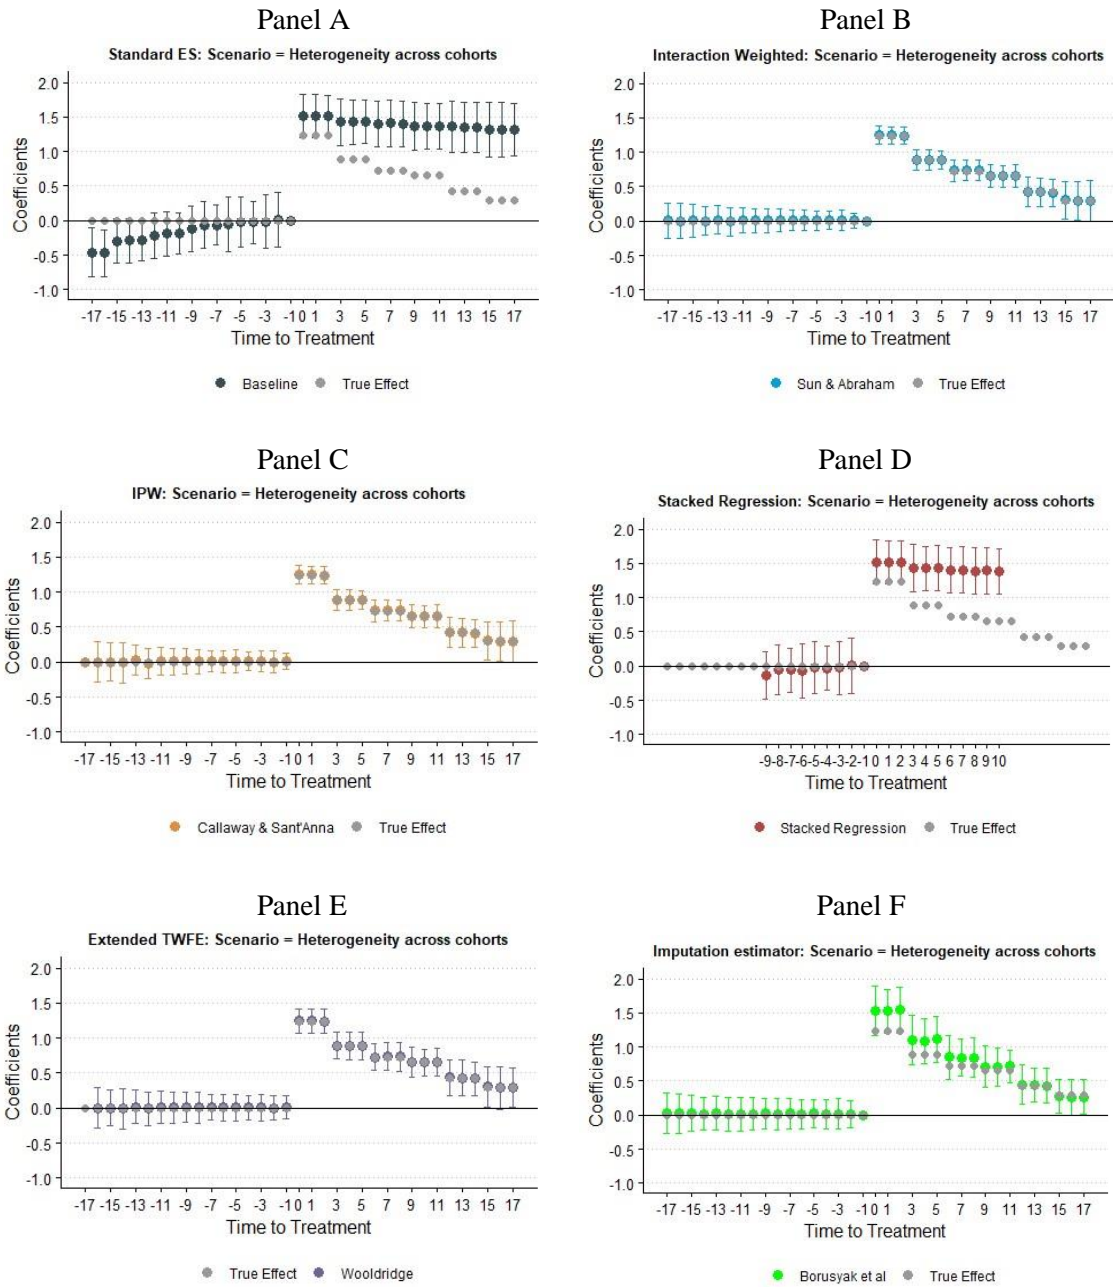 Panel A
Standard ES: Scenario = Heterogeneity across cohorts
2.0
1.5
1.0
0.5
0.0
-0.5
-1.0
Coefficients
-17 -15 -13 -11 -9 -7 -5 -3 -1 0 1 3 5 7 9 11 13 15 17
Time to Treatment
Baseline True Effect
Panel B
Interaction Weighted: Scenario = Heterogeneity across cohorts
2.0
1.5
1.0
0.5
0.0
-0.5
-1.0
Coefficients
-17 -15 -13 -11 -9 -7 -5 -3 -1 0 1 3 5 7 9 11 13 15 17
Time to Treatment
Sun & Abraham True Effect
Panel C
IPW: Scenario = Heterogeneity across cohorts
2.0
1.5
1.0
0.5
0.0
-0.5
-1.0
Coefficients
-17 -15 -13 -11 -9 -7 -5 -3 -1 0 1 3 5 7 9 11 13 15 17
Time to Treatment
Callaway & Sant'Anna True Effect
Panel D
Stacked Regression: Scenario = Heterogeneity across cohorts
2.0
1.5
1.0
0.5
0.0
-0.5
-1.0
Coefficients
-9 -8 -7 -6 -5 -4 -3 -2 -1 0 1 2 3 4 5 6 7 8 9 10
Time to Treatment
Stacked Regression True Effect
Panel E
Extended TWFE: Scenario = Heterogeneity across cohorts
2.0
1.5
1.0
0.5
0.0
-0.5
-1.0
Coefficients
-17 -15 -13 -11 -9 -7 -5 -3 -1 0 1 3 5 7 9 11 13 15 17
Time to Treatment
True Effect Wooldridge
Panel F
Imputation estimator: Scenario = Heterogeneity across cohorts
2.0
1.5
1.0
0.5
0.0
-0.5
-1.0
Coefficients
-17 -15 -13 -11 -9 -7 -5 -3 -1 0 1 3 5 7 9 11 13 15 17
Time to Treatment
Borusyak et al True Effect